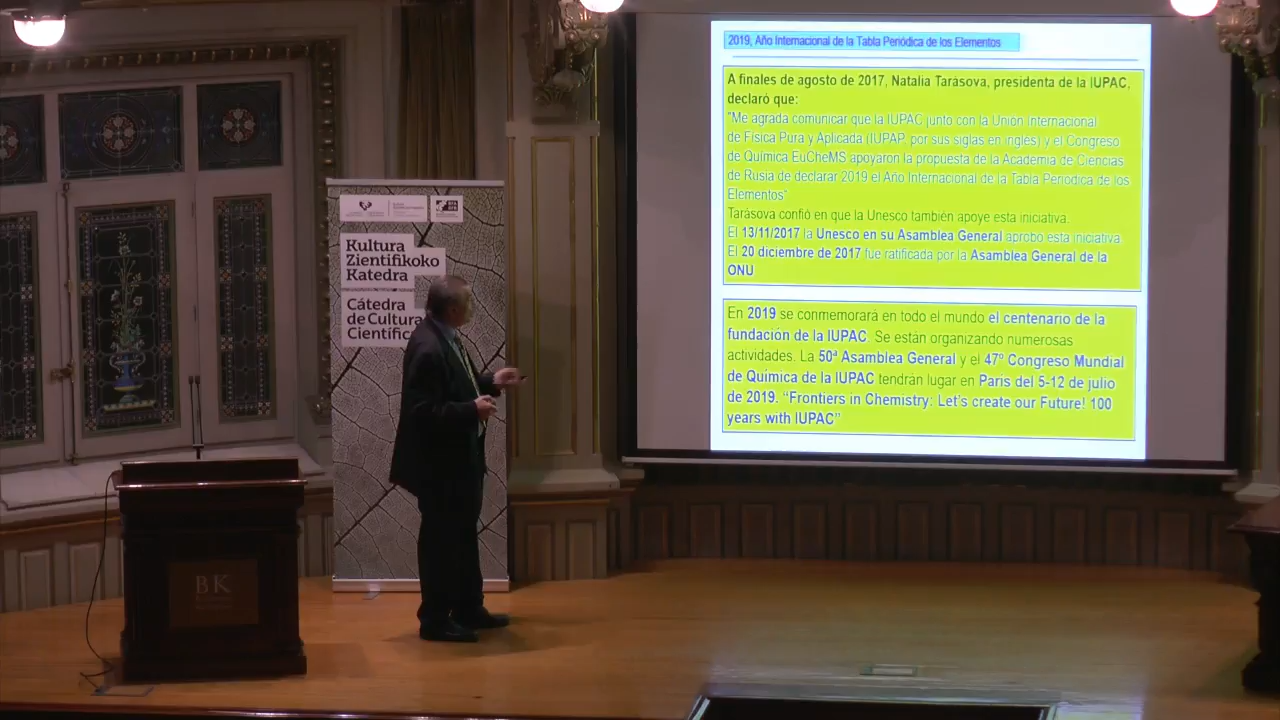 2019, Año Internacional de la Tabla Periódica de los Elementos
A finales de agosto de 2017, Natalia Tarásova, presidenta de la IUPAC,
declaró que:
"Me agrada comunicar que la IUPAC junto con la Unión Internacional
de Física Pura y Aplicada (IUPAP, por sus siglas en inglés) y el Congreso
de Química EuCheMS apoyaron la propuesta de la Academia de Ciencias
de Rusia de declarar 2019 el Año Internacional de la Tabla Periódica de los
Elementos"
Tarásova confió en que la Unesco también apoye esta iniciativa.
El 13/11/2017 la Unesco en su Asamblea General aprobó esta iniciativa.
El 20 diciembre de 2017 fue ratificada por la Asamblea General de la
ONU
En 2019 se conmemorará en todo el mundo el centenario de la
fundación de la IUPAC. Se están organizando numerosas
actividades. La 50ª Asamblea General y el 47º Congreso Mundial
de Química de la IUPAC tendrán lugar en París del 5-12 de julio
de 2019. "Frontiers in Chemistry: Let's create our Future! 100
years with IUPAC"
Kultura
Zientifikoko
Katedra
Cátedra
de Cultura
Científic
BK